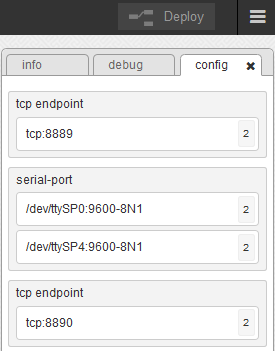 Deploy
info debug config
tcp endpoint
tcp:8889 2
serial-port
/dev/ttySP0:9600-8N1 2
/dev/ttySP4:9600-8N1 2
tcp endpoint
tcp:8890 2